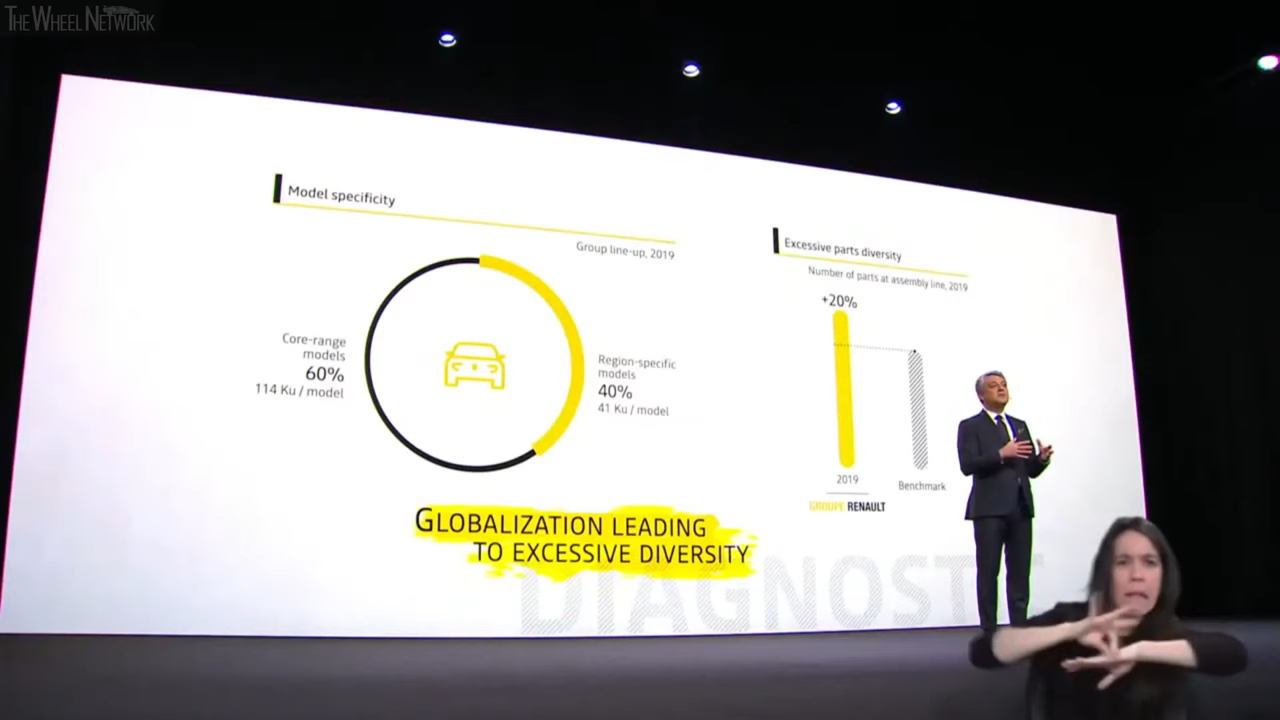 THE WHEEL NETWORK
Model specificity
Group line-up, 2019
Core-range
models
60%
114 Ku / model
Region-specific
models
40%
41 Ku / model
Excessive parts diversity
Number of parts at assembly line, 2019
+20%
2019
Benchmark
GROUPE RENAULT
GLOBALIZATION LEADING
TO EXCESSIVE DIVERSITY